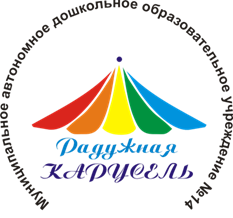 Муниципальное автономное дошкольное образовательное учреждение №14
Радужная
КАРУСЕЛЬ